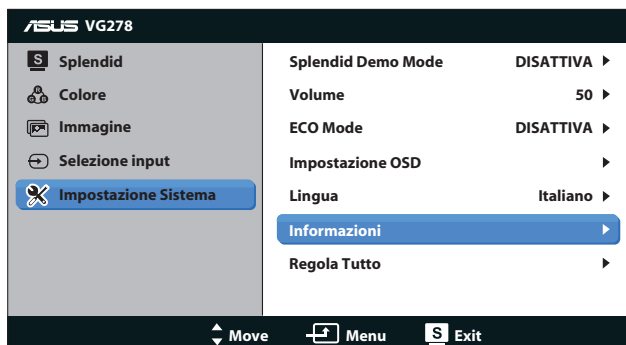 ASUS VG278
S Splendid
Colore
Immagine
Selezione input
Impostazione Sistema
Splendid Demo Mode DISATTIVA
Volume 50
ECO Mode DISATTIVA
Impostazione OSD
Lingua Italiano
Informazioni
Regola Tutto
Move Menu S Exit